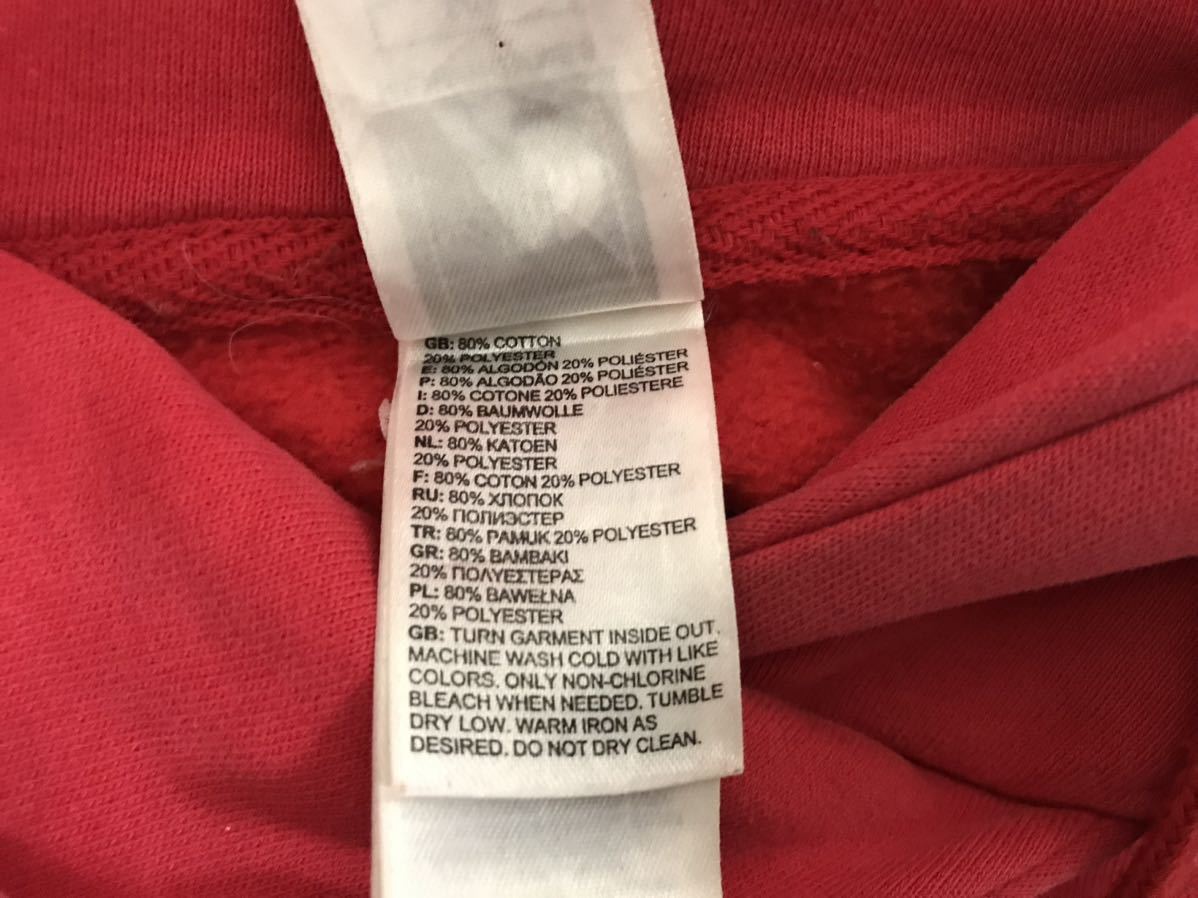 GB: 80% COTTON
20% POLYESTER
E: 80% ALGODÓN 20% POLIÉSTER
P: 80% ALGODÃO 20% POLIÉSTER
I: 80% COTONE 20% POLIESTERE
D: 80% BAUMWOLLE
20% POLYESTER
NL: 80% KATOEN
20% POLYESTER
F: 80% COTON 20% POLYESTER
RU: 80% ХЛОПОК
20% ПОЛИЭСТЕР
TR: 80% PAMUK 20% POLYESTER
GR: 80% ΒΑΜΒΑΚΙ
20% ΠΟΛΥΕΣΤΕΡΑΣ
PL: 80% BAWEŁNA
20% POLYESTER
GB: TURN GARMENT INSIDE OUT.
MACHINE WASH COLD WITH LIKE
COLORS. ONLY NON-CHLORINE
BLEACH WHEN NEEDED. TUMBLE
DRY LOW. WARM IRON AS
DESIRED. DO NOT DRY CLEAN.